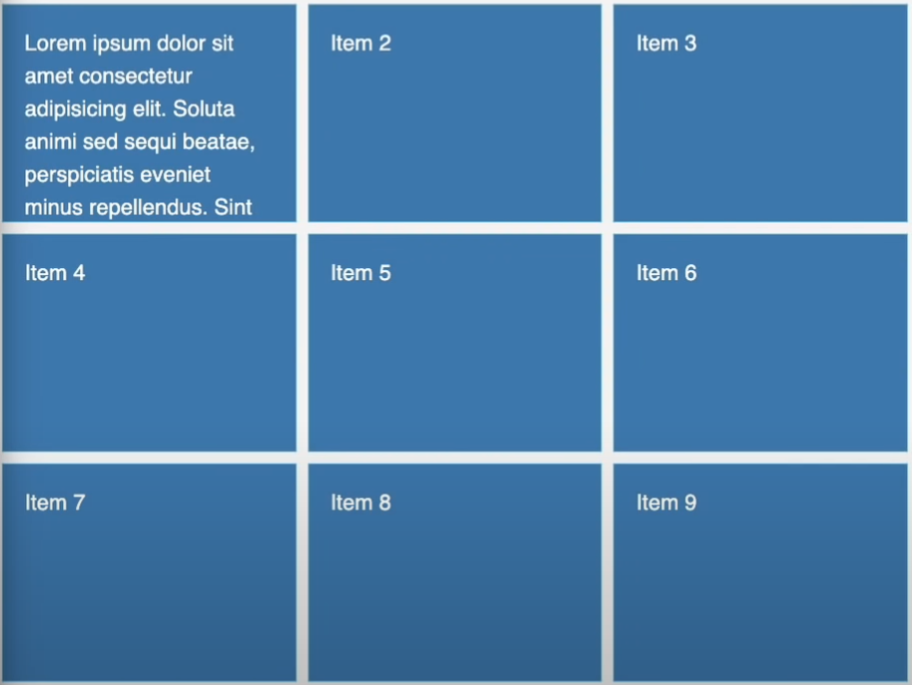 Lorem ipsum dolor sit
amet consectetur
adipisicing elit. Soluta
animi sed sequi beatae,
perspiciatis eveniet
minus repellendus. Sint
Item 2
Item 3
Item 4
Item 5
Item 6
Item 7
Item 8
Item 9